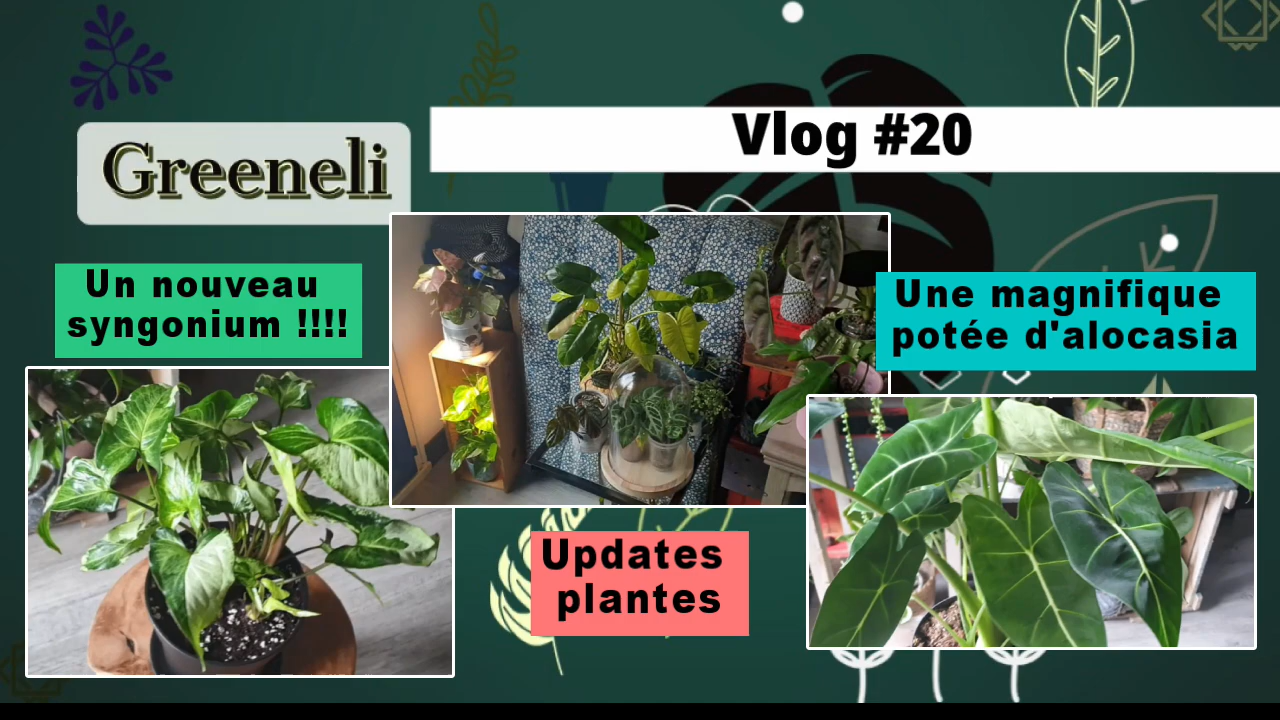 Vlog #20
Greeneli
Un nouveau
syngonium !!!!
Une magnifique
potée d'alocasia
Updates
plantes